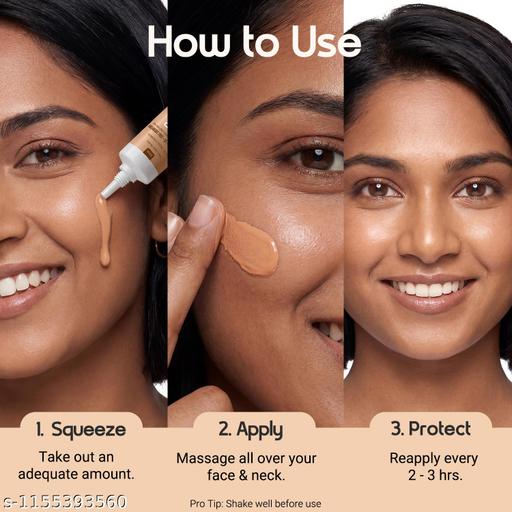 How to Use
1. Squeeze
Take out an
adequate amount.
2. Apply
Massage all over your
face & neck.
3. Protect
Reapply every
2 - 3 hrs.
Pro Tip: Shake well before use
s-1155393560